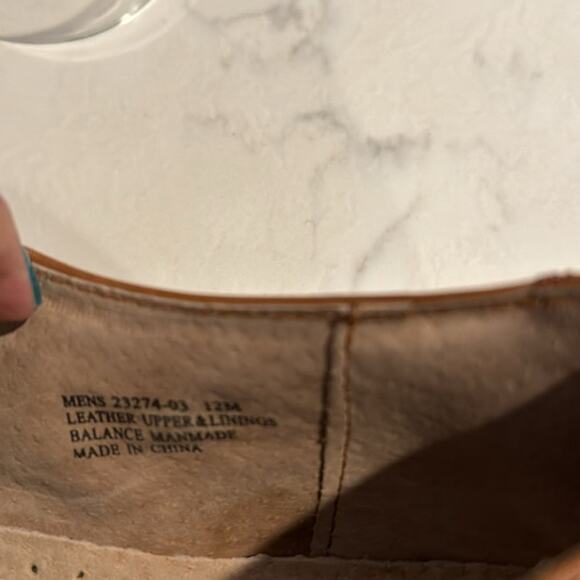 MENS 23274-03 12M
LEATHER UPPER & LININGS
BALANCE MANMADE
MADE IN CHINA